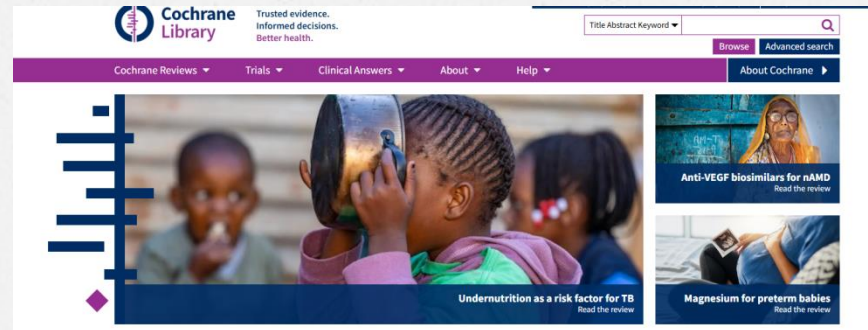 Cochrane
Library
Trusted evidence.
Informed decisions.
Better health.
Title Abstract Keyword
Browse
Advanced search
Cochrane Reviews
Trials
Clinical Answers
About
Help
About Cochrane
Undernutrition as a risk factor for TB
Read the review
Anti-VEGF biosimilars for nAMD
Read the review
Magnesium for preterm babies
Read the review